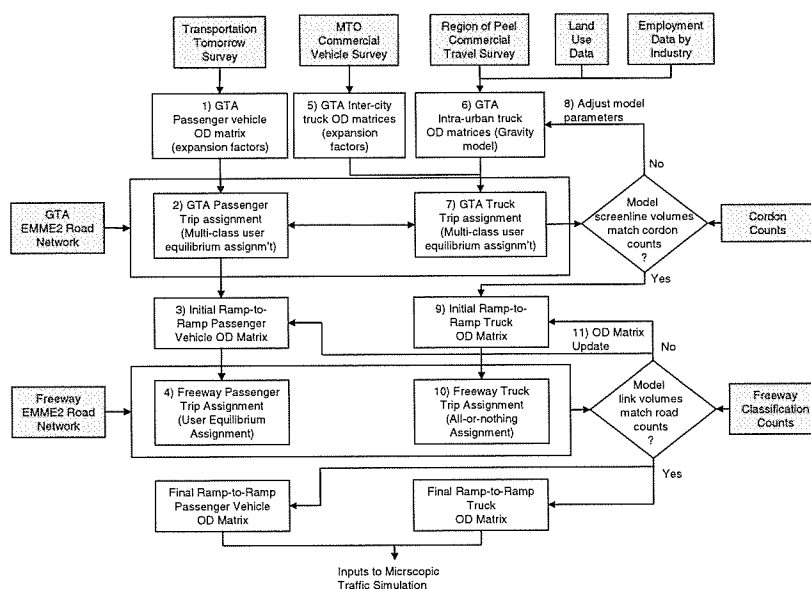 Transportation
Tomorrow
Survey
MTO
Commercial
Vehicle Survey
Region of Peel
Commercial
Travel Survey
Land
Use
Data
Employment
Data by
Industry
1) GTA
Passenger vehicle
OD matrix
(expansion factors)
5) GTA Inter-city
truck OD matrices
(expansion
factors)
6) GTA
Intra-urban truck
OD matrices (Gravity
model)
8) Adjust model
parameters
No
GTA
EMME2 Road
Network
2) GTA Passenger
Trip assignment
(Multi-class user
equilibrium assignm't)
7) GTA Truck
Trip assignment
(Multi-class user
equilibrium assignm't)
Model
screenline volumes
match cordon
counts
?
Cordon
Counts
Yes
3) Initial Ramp-to-
Ramp Passenger
Vehicle OD Matrix
9) Initial Ramp-to-
Ramp Truck
OD Matrix
11) OD Matrix
Update
No
Freeway
EMME2 Road
Network
4) Freeway Passenger
Trip Assignment
(User Equilibrium
Assignment)
10) Freeway Truck
Trip Assignment
(All-or-nothing
Assignment)
Model
link volumes
match road
counts
?
Freeway
Classification
Counts
Yes
Final Ramp-to-Ramp
Passenger Vehicle
OD Matrix
Final Ramp-to-Ramp
Truck
OD Matrix
Inputs to Micrscopic
Traffic Simulation